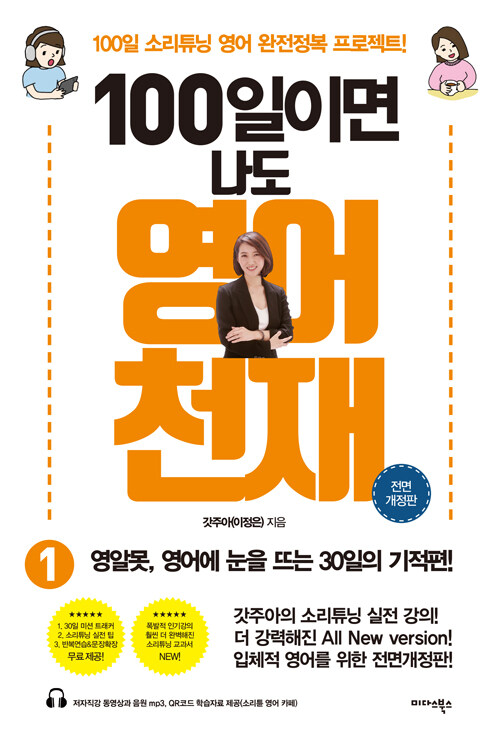 100일 소리튜닝 영어 완전정복 프로젝트!
100일이면
나도
영어
천재
전면
개정판
갓주아(이정은) 지음
1 영알못, 영어에 눈을 뜨는 30일의 기적편!
★★★★★
1, 30일 미션 트래커
2, 소리튜닝 실전 팁
3, 반복연습&문장확장
무료 제공!
★★★★★
폭발적 인기강의
훨씬 더 완벽해진
소리튜닝 교과서
NEW!
갓주아의 소리튜닝 실전 강의!
더 강력해진 All New version!
입체적 영어를 위한 전면개정판!
저자직강 동영상과 음원 mp3, QR코드 학습자료 제공(소리튠 영어 카페)
미다스북스